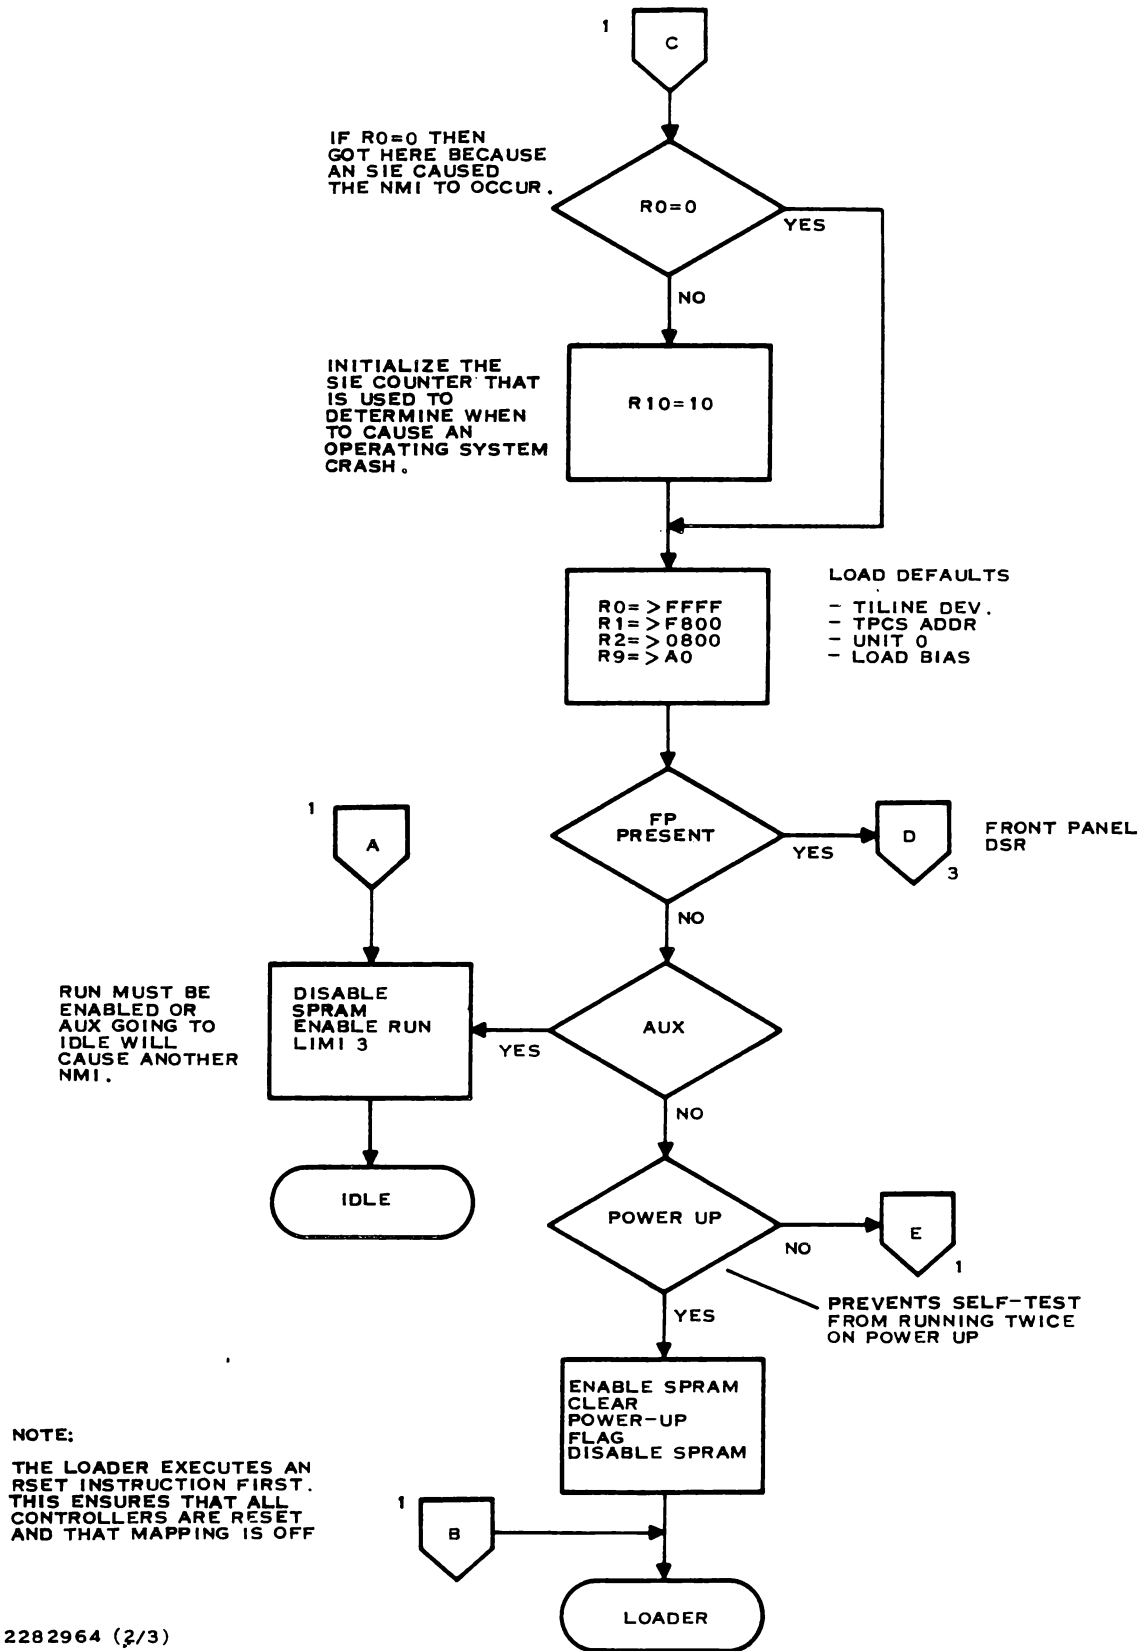 1
C
IF R0=0 THEN
GOT HERE BECAUSE
AN SIE CAUSED
THE NMI TO OCCUR.
R0=0
YES
NO
INITIALIZE THE
SIE COUNTER THAT
IS USED TO
DETERMINE WHEN
TO CAUSE AN
OPERATING SYSTEM
CRASH.
R10=10
R0=>FFFF
R1=>F800
R2=>0800
R9=>A0
LOAD DEFAULTS
- TILINE DEV.
- TPCS ADDR
- UNIT 0
- LOAD BIAS
1
A
FP
PRESENT
YES
D
3
FRONT PANEL
DSR
NO
RUN MUST BE
ENABLED OR
AUX GOING TO
IDLE WILL
CAUSE ANOTHER
NMI.
DISABLE
SPRAM
ENABLE RUN
LIMI 3
YES
AUX
NO
IDLE
POWER UP
NO
E
1
YES
PREVENTS SELF-TEST
FROM RUNNING TWICE
ON POWER UP
ENABLE SPRAM
CLEAR
POWER-UP
FLAG
DISABLE SPRAM
NOTE:
THE LOADER EXECUTES AN
RSET INSTRUCTION FIRST.
THIS ENSURES THAT ALL
CONTROLLERS ARE RESET
AND THAT MAPPING IS OFF
1
B
LOADER
2282964 (2/3)